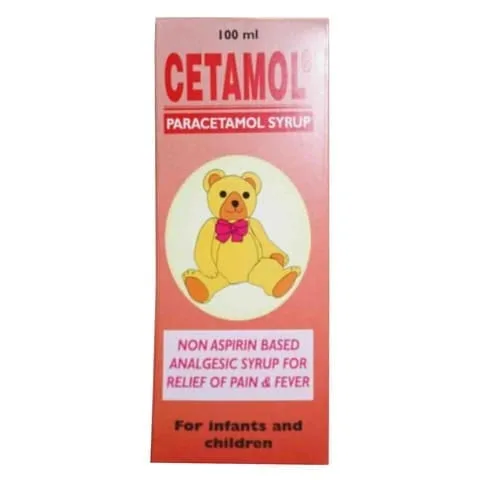 100 ml
CETAMOL®
PARACETAMOL SYRUP
NON ASPIRIN BASED
ANALGESIC SYRUP FOR
RELIEF OF PAIN & FEVER
For infants and
children